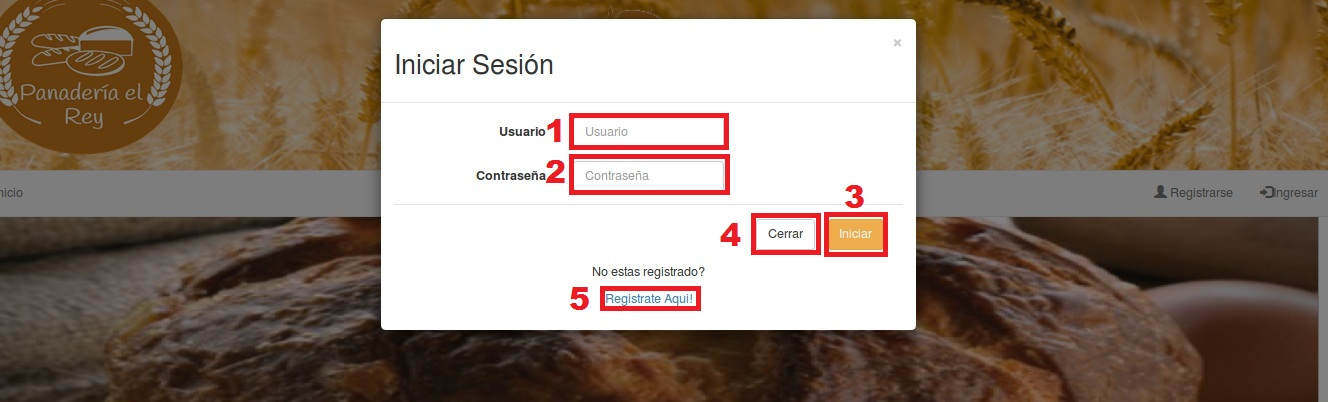 Panadería el
Rey
×
Iniciar Sesión
Usuario 1 Usuario
Contraseña 2 Contraseña
nicio
Registrarse
Ingresar
3
4 Cerrar Iniciar
No estas registrado?
5 Registrate Aqui!